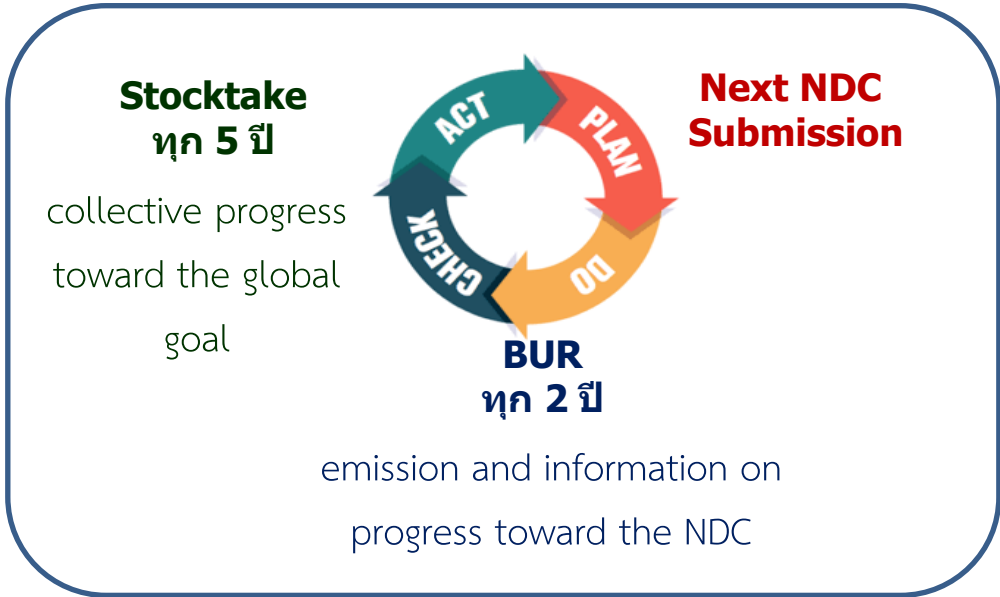 Stocktake
ทุก 5 ปี
collective progress
toward the global
goal
ACT
PLAN
DO
CHECK
Next NDC
Submission
BUR
ทุก 2 ปี
emission and information on
progress toward the NDC